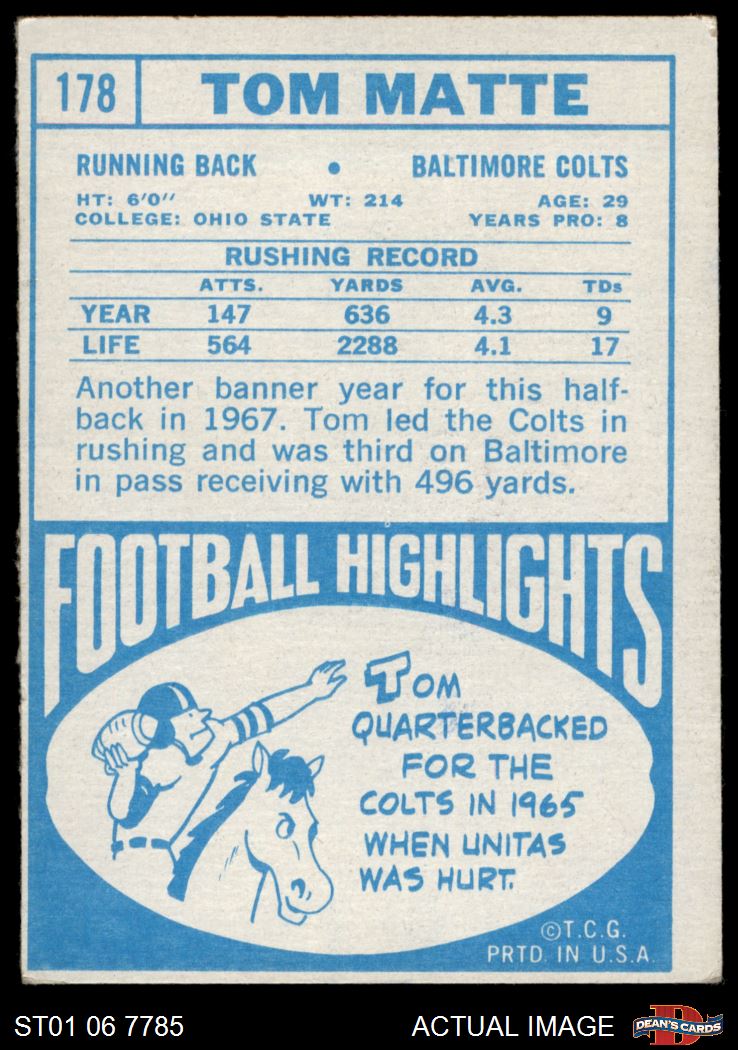 178 TOM MATTE
RUNNING BACK • BALTIMORE COLTS
HT: 6'0" WT: 214 AGE: 29
COLLEGE: OHIO STATE YEARS PRO: 8
RUSHING RECORD
ATTS. YARDS AVG. TDs
YEAR 147 636 4.3 9
LIFE 564 2288 4.1 17
Another banner year for this half-
back in 1967. Tom led the Colts in
rushing and was third on Baltimore
in pass receiving with 496 yards.
FOOTBALL HIGHLIGHTS
TOM
QUARTERBACKED
FOR THE
COLTS IN 1965
WHEN UNITAS
WAS HURT.
©T.C.G.
PRTD. IN U.S.A.
ST01 06 7785 ACTUAL IMAGE D DEAN'S CARDS